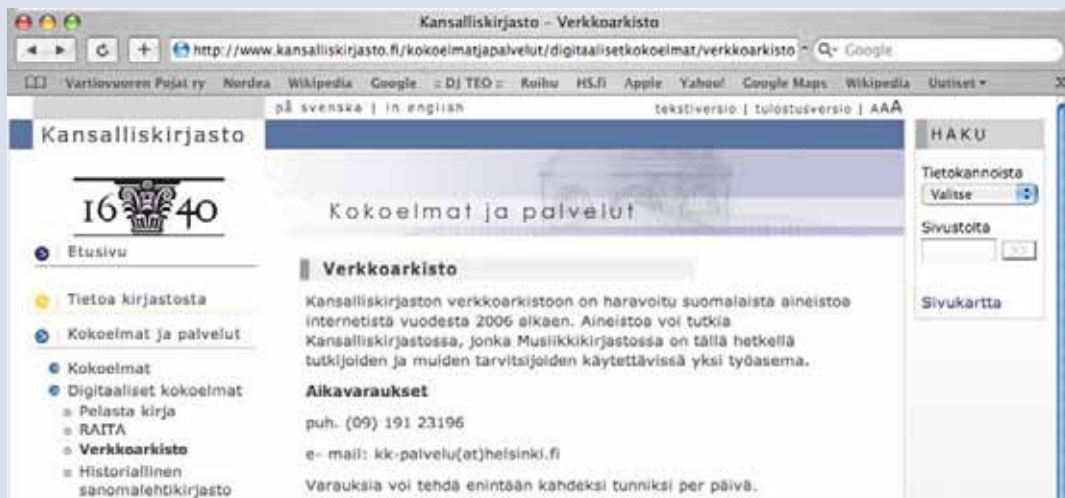 Kansalliskirjasto – Verkkoarkisto
http://www.kansalliskirjasto.fi/kokoelmatjapalvelut/digitaalisetkokoelmat/verkkoarkisto
Google
Vartiovuoren Pojat ry Nordea Wikipedia Google :: DJ TEO :: Roihu HS.fi Apple Yahoo! Google Maps Wikipedia Uutiset
på svenska | in english
tekstiversio | tulostusversio | AAA
Kansalliskirjasto
1640
Etusivu
Tietoa kirjastosta
Kokoelmat ja palvelut
Kokoelmat
Digitaaliset kokoelmat
Pelasta kirja
RAITA
Verkkoarkisto
Historiallinen
sanomalehtikirjasto
Kokoelmat ja palvelut
Verkkoarkisto
Kansalliskirjaston verkkoarkistoon on haravoitu suomalaista aineistoa
internetistä vuodesta 2006 alkaen. Aineistoa voi tutkia
Kansalliskirjastossa, jonka Musiikkikirjastossa on tällä hetkellä
tutkijoiden ja muiden tarvitsijoiden käytettävissä yksi työasema.
Aikavaraukset
puh. (09) 191 23196
e- mail: kk-palvelu(at)helsinki.fi
Varauksia voi tehdä enintään kahdeksi tunniksi per päivä.
HAKU
Tietokannoista
Valitse
Sivustolta
>>
Sivukartta